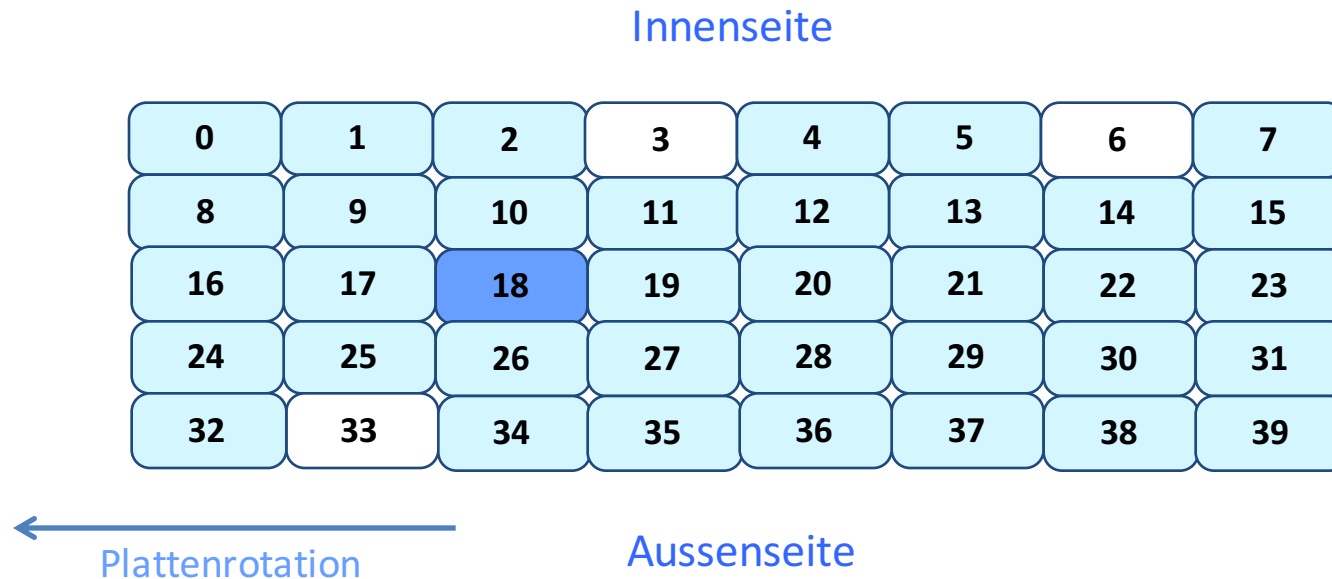 Innenseite
0 1 2 3 4 5 6 7
8 9 10 11 12 13 14 15
16 17 18 19 20 21 22 23
24 25 26 27 28 29 30 31
32 33 34 35 36 37 38 39
Plattenrotation
Aussenseite